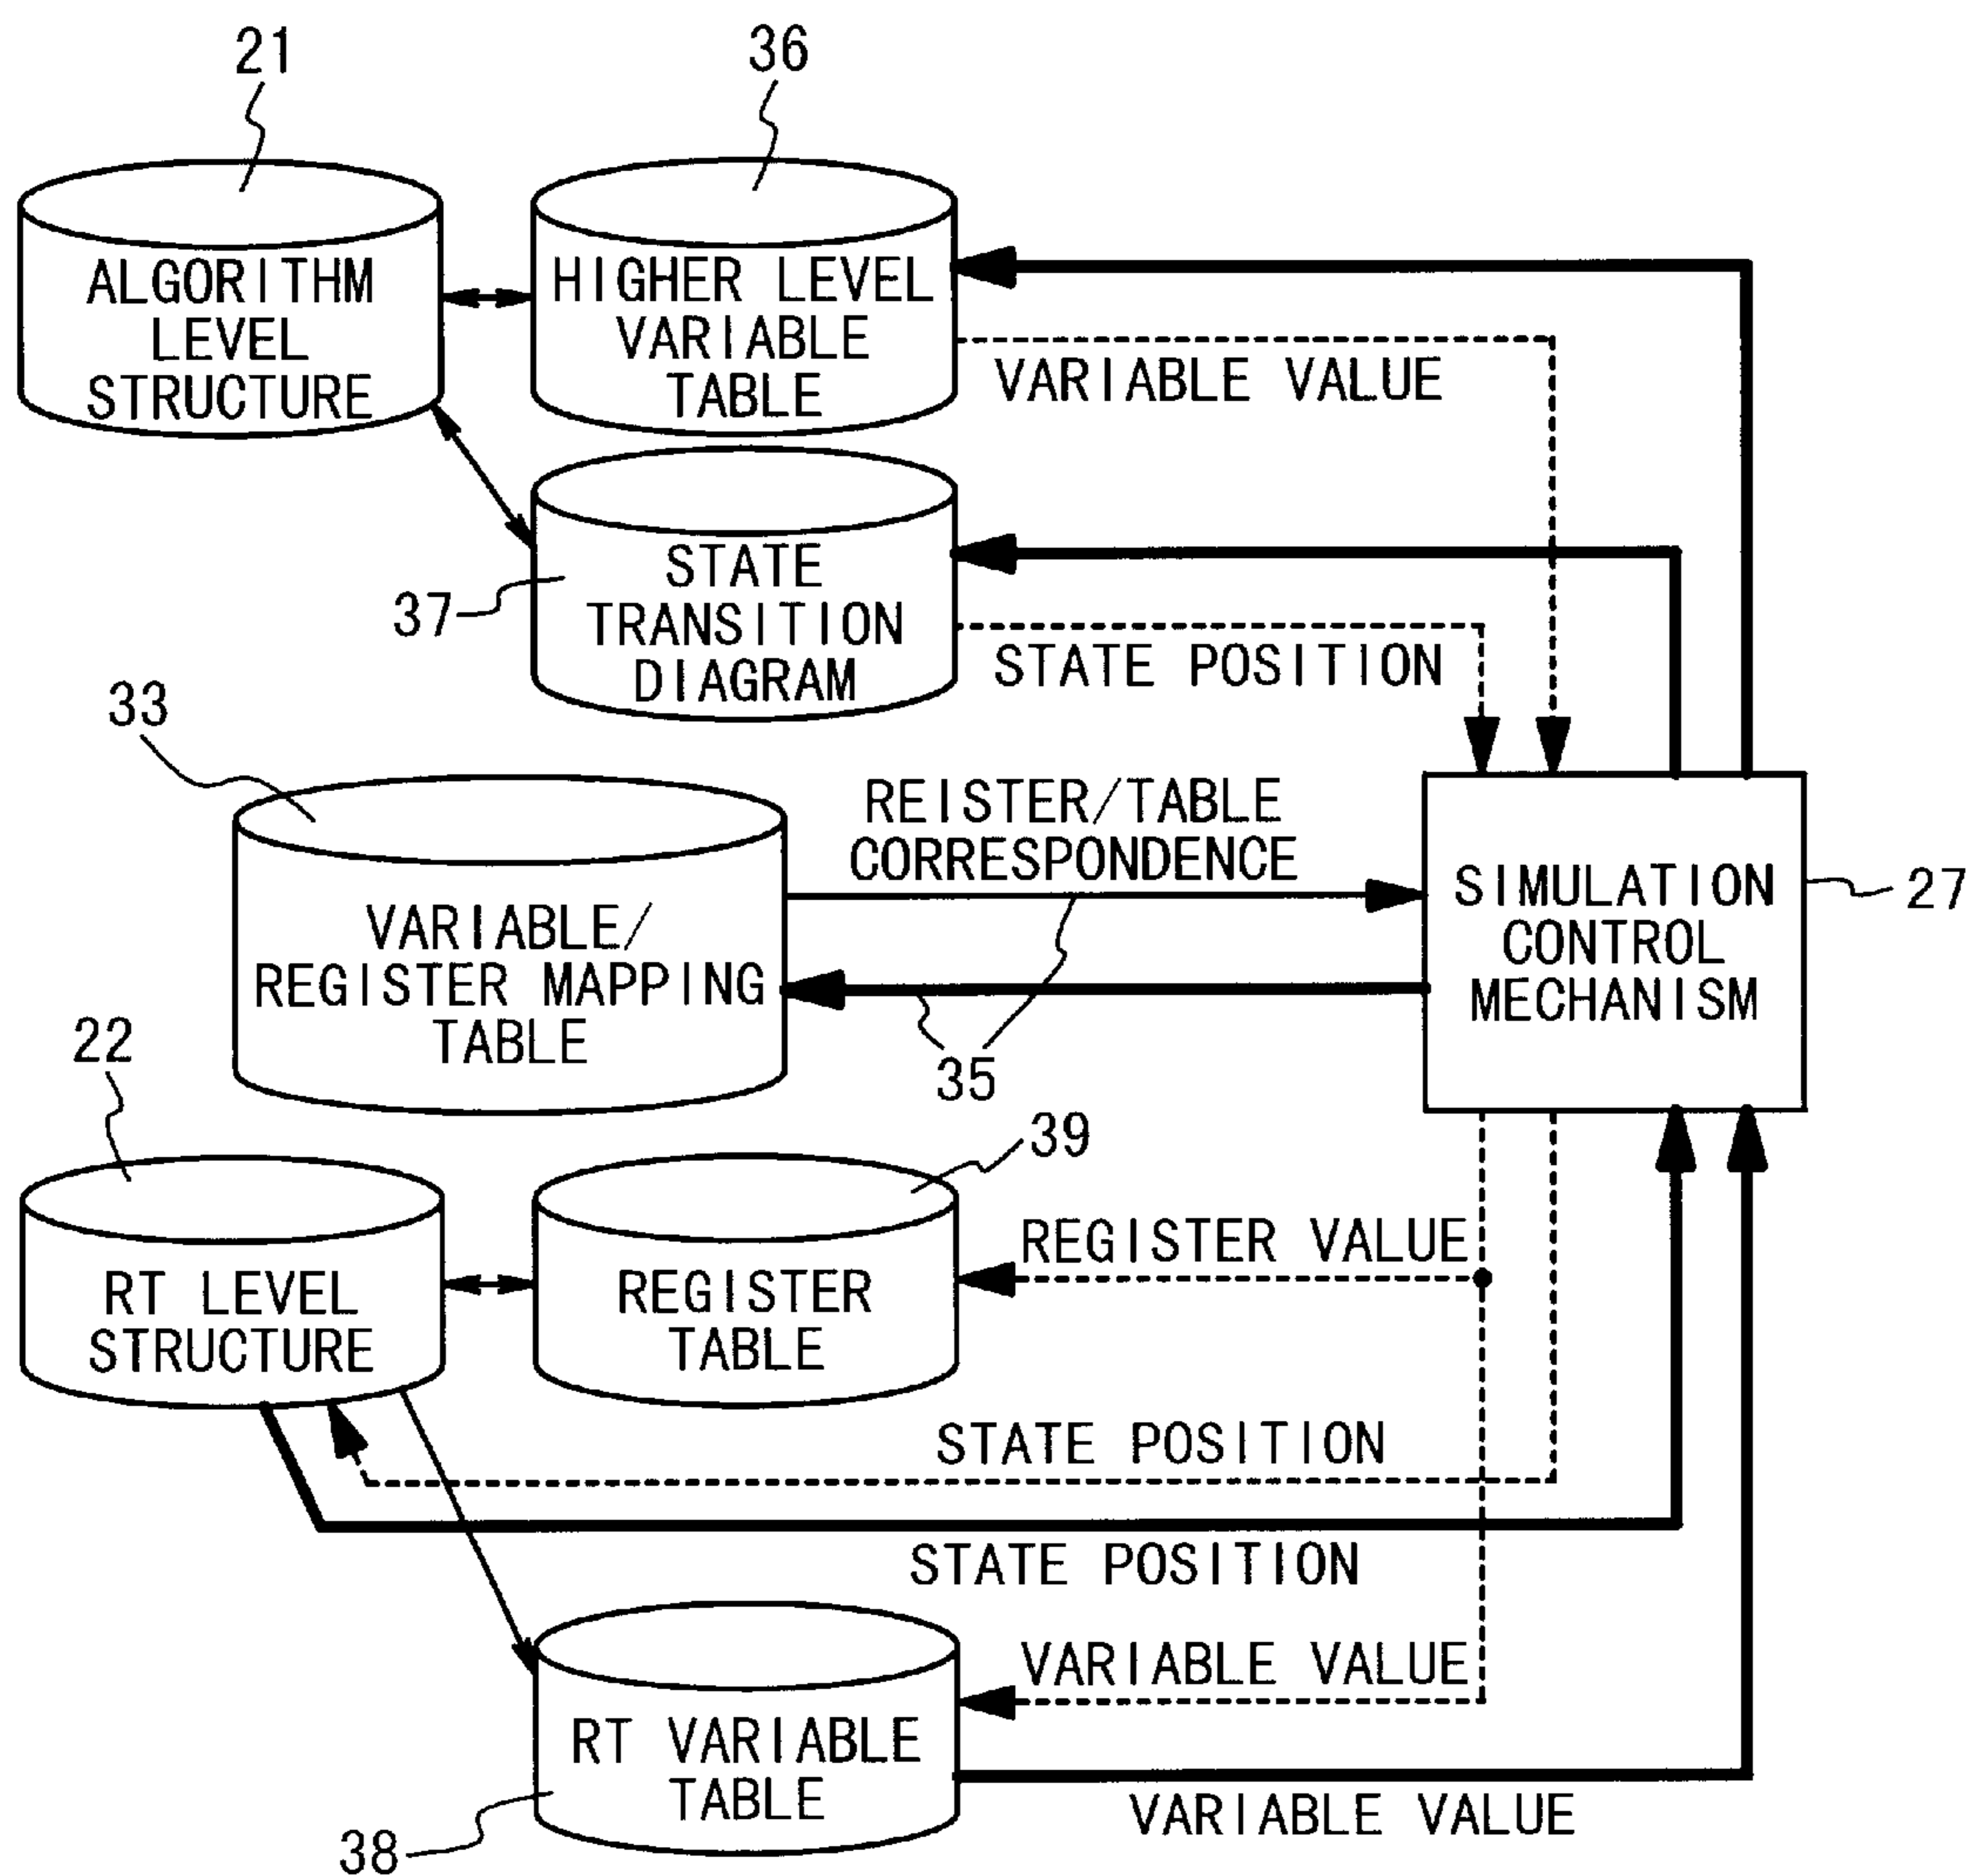 21
36
ALGORITHM
LEVEL
STRUCTURE
HIGHER LEVEL
VARIABLE
TABLE
VARIABLE VALUE
37
STATE
TRANSITION
DIAGRAM
STATE POSITION
33
VARIABLE/
REGISTER MAPPING
TABLE
REISTER/TABLE
CORRESPONDENCE
35
SIMULATION
CONTROL
MECHANISM
27
22
RT LEVEL
STRUCTURE
39
REGISTER
TABLE
REGISTER VALUE
STATE POSITION
STATE POSITION
VARIABLE VALUE
RT VARIABLE
TABLE
38
VARIABLE VALUE